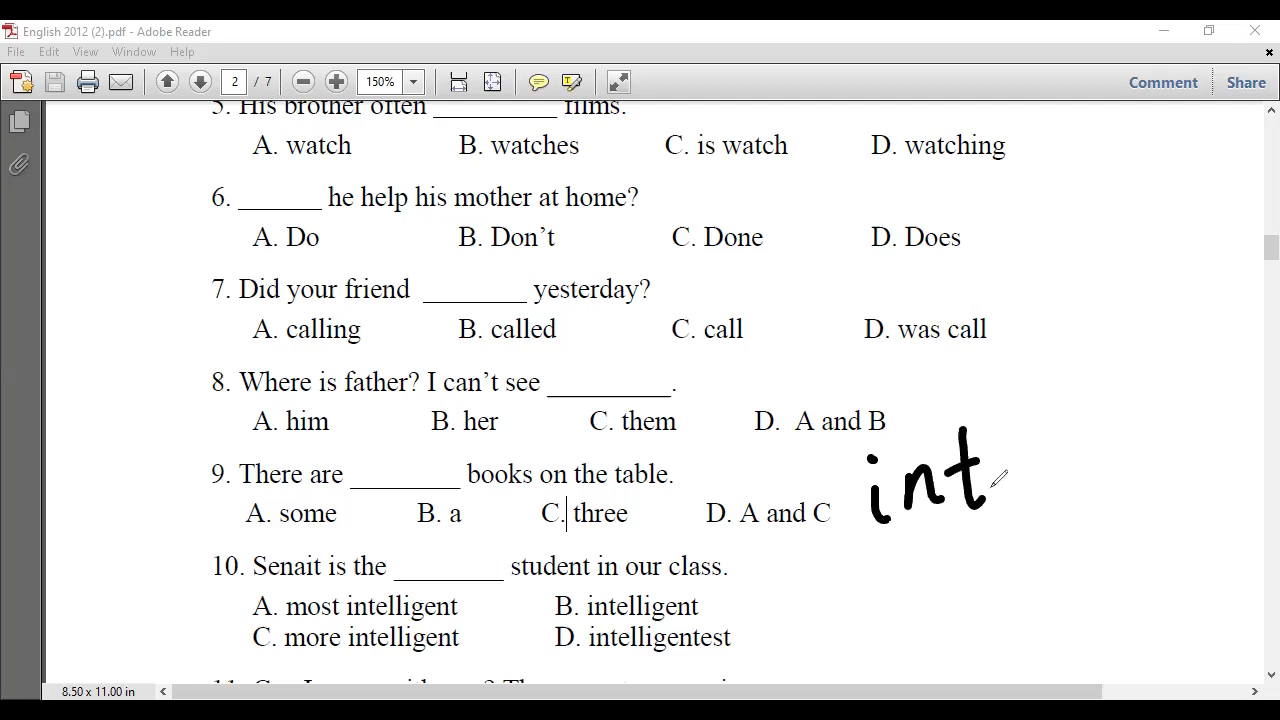 English 2012 (2).pdf - Adobe Reader
File Edit View Window Help
2 / 7 150% Comment Share
5. His brother often _________ films.
A. watch B. watches C. is watch D. watching
6. ______ he help his mother at home?
A. Do B. Don’t C. Done D. Does
7. Did your friend ________ yesterday?
A. calling B. called C. call D. was call
8. Where is father? I can’t see _________.
A. him B. her C. them D. A and B
9. There are ________ books on the table.
int
A. some B. a C. three D. A and C
10. Senait is the ________ student in our class.
A. most intelligent B. intelligent
C. more intelligent D. intelligentest
8.50 x 11.00 in